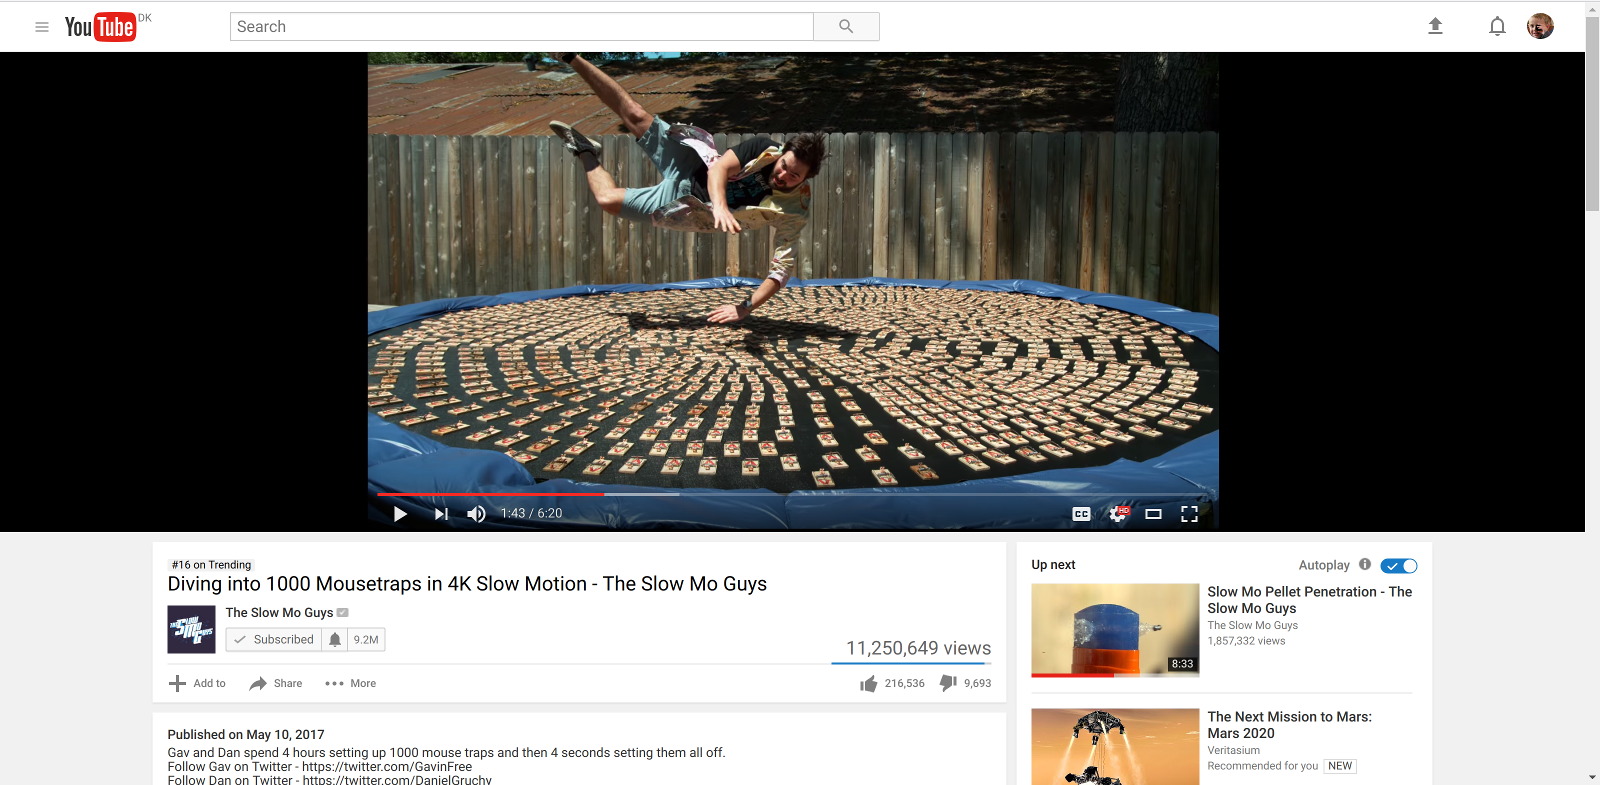 YouTube DK
Search
1:43 / 6:20
CC
HD
#16 on Trending
Diving into 1000 Mousetraps in 4K Slow Motion - The Slow Mo Guys
THE SLOW MO GUYS
The Slow Mo Guys
Subscribed
9.2M
11,250,649 views
Add to
Share
More
216,536
9,693
Published on May 10, 2017
Gav and Dan spend 4 hours setting up 1000 mouse traps and then 4 seconds setting them all off.
Follow Gav on Twitter - https://twitter.com/GavinFree
Follow Dan on Twitter - https://twitter.com/DanielGruchy
Up next
Autoplay
8:33
Slow Mo Pellet Penetration - The
Slow Mo Guys
The Slow Mo Guys
1,857,332 views
The Next Mission to Mars:
Mars 2020
Veritasium
Recommended for you NEW